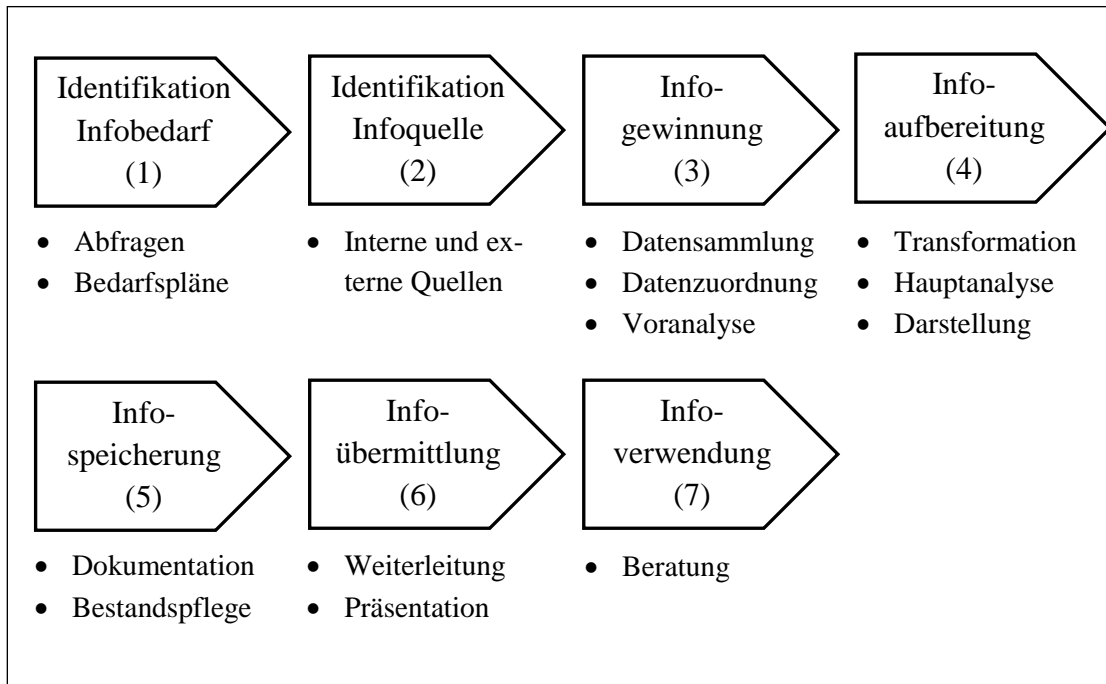 Identifikation
Infobedarf
(1)
Identifikation
Infoquelle
(2)
Info-
gewinnung
(3)
Info-
aufbereitung
(4)
• Abfragen
• Bedarfspläne
• Interne und ex-
terne Quellen
• Datensammlung
• Datenzuordnung
• Voranalyse
• Transformation
• Hauptanalyse
• Darstellung
Info-
speicherung
(5)
Info-
übermittlung
(6)
Info-
verwendung
(7)
• Dokumentation
• Bestandspflege
• Weiterleitung
• Präsentation
• Beratung